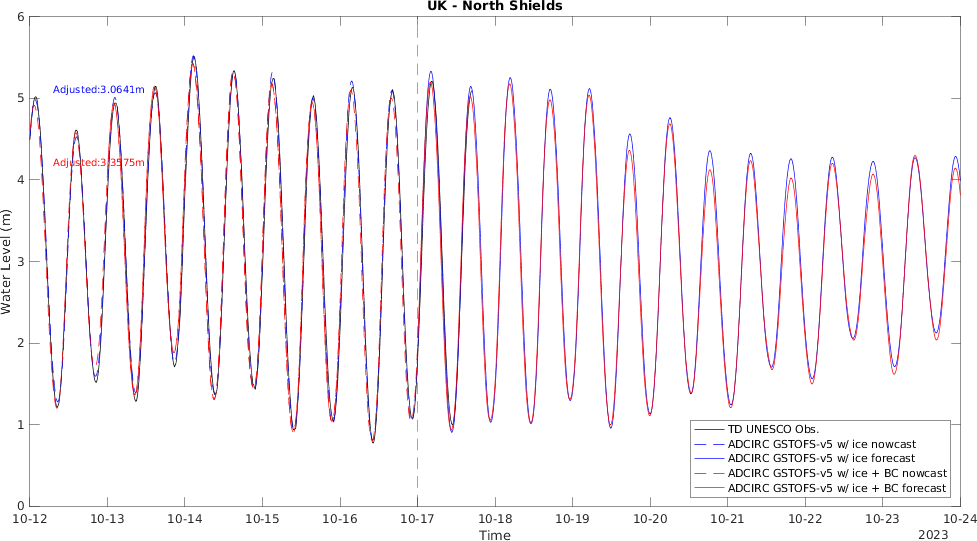 UK - North Shields
6
5
4
3
2
1
0
Water Level (m)
Adjusted:3.0641m
Adjusted:3.3575m
TD UNESCO Obs.
ADCIRC GSTOFS-v5 w/ ice nowcast
ADCIRC GSTOFS-v5 w/ ice forecast
ADCIRC GSTOFS-v5 w/ ice + BC nowcast
ADCIRC GSTOFS-v5 w/ ice + BC forecast
10-12 10-13 10-14 10-15 10-16 10-17 10-18 10-19 10-20 10-21 10-22 10-23 10-24
Time
2023